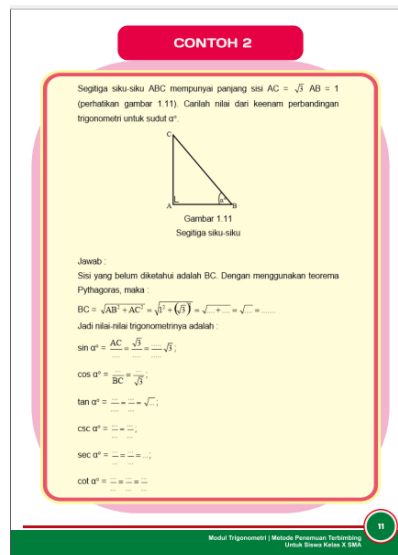 CONTOH 2
Segitiga siku-siku ABC mempunyai panjang sisi AC = √3 AB = 1
(perhatikan gambar 1.11). Carilah nilai dari keenam perbandingan
trigonometri untuk sudut α°.
C
A
α°
B
Gambar 1.11
Segitiga siku-siku
Jawab :
Sisi yang belum diketahui adalah BC. Dengan menggunakan teorema
Pythagoras, maka :
BC = √(AB² + AC²) = √(1² + (√3)) = √(... + ...) = √... = ......
Jadi nilai-nilai trigonometrinya adalah :
sin α° = AC/.... = √3/.... = ...../.... √3 ;
cos α° = .../BC = .../√3 ;
tan α° = .../.... = .../... = √... ;
csc α° = .../... = .../... ;
sec α° = .../... = .../... = ... ;
cot α° = .../... = .../... = .../...
11
Modul Trigonometri | Metode Penemuan Terbimbing
Untuk Siswa Kelas X SMA